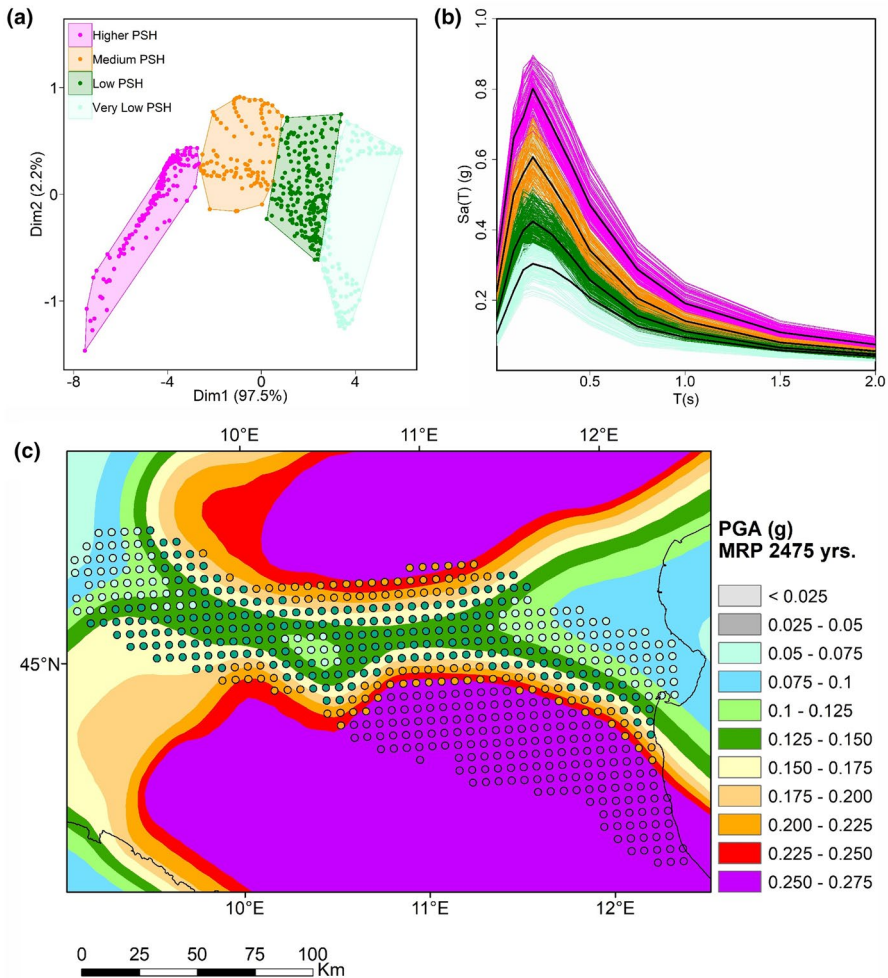 (a)
Higher PSH
Medium PSH
Low PSH
Very Low PSH
Dim2 (2.2%)
1
0
-1
-8
-4
0
4
Dim1 (97.5%)
(b)
Sa(T) (g)
1.0
0.8
0.6
0.4
0.2
0.5
1.0
1.5
2.0
T(s)
(c)
10°E
11°E
12°E
45°N
10°E
11°E
12°E
PGA (g)
MRP 2475 yrs.
< 0.025
0.025 - 0.05
0.05 - 0.075
0.075 - 0.1
0.1 - 0.125
0.125 - 0.150
0.150 - 0.175
0.175 - 0.200
0.200 - 0.225
0.225 - 0.250
0.250 - 0.275
0 25 50 75 100
Km